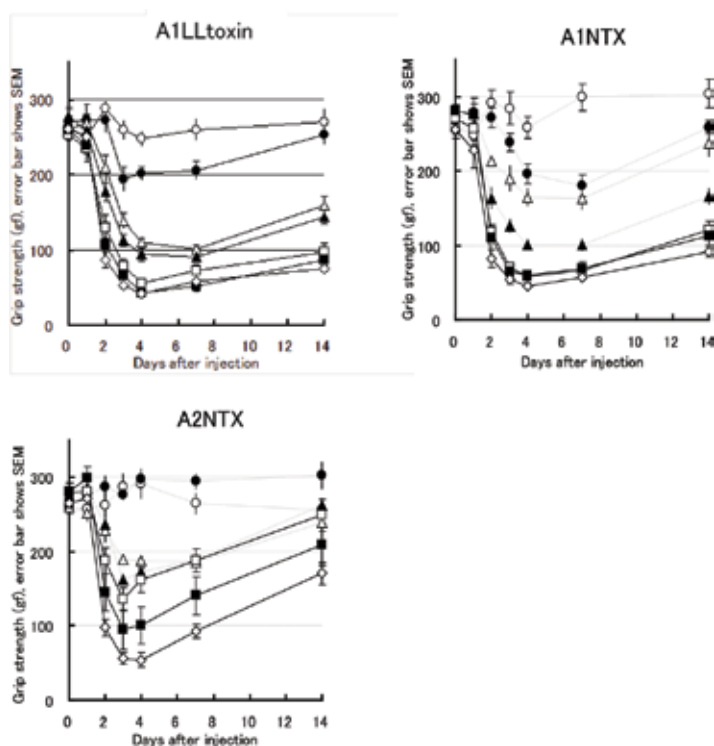 A1LLtoxin
Grip strength (gf), error bar shows SEM
300
200
100
0
0 2 4 6 8 10 12 14
Days after injection
A1NTX
Grip strength (gf), error bar shows SEM
300
200
100
0
0 2 4 6 8 10 12 14
Days after injection
A2NTX
Grip strength (gf), error bar shows SEM
300
200
100
0
0 2 4 6 8 10 12 14
Days after injection